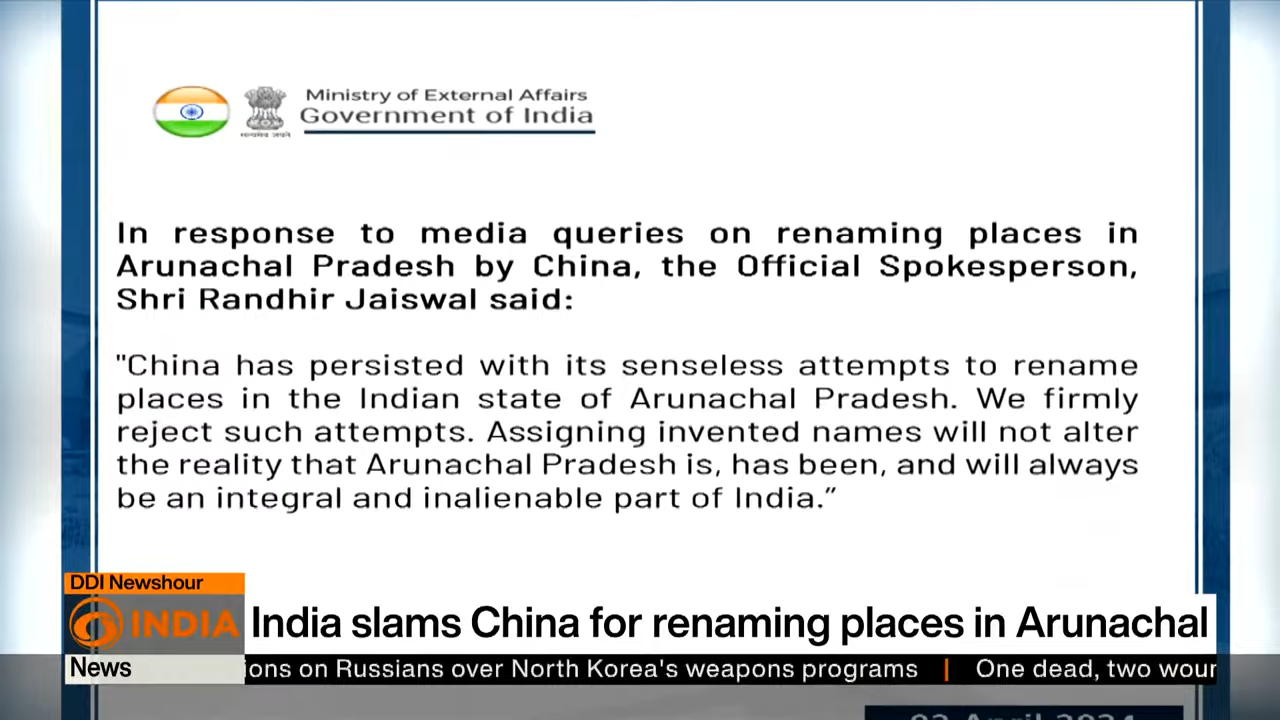 Ministry of External Affairs
Government of India
सत्यमेव जयते
In response to media queries on renaming places in
Arunachal Pradesh by China, the Official Spokesperson,
Shri Randhir Jaiswal said:
"China has persisted with its senseless attempts to rename
places in the Indian state of Arunachal Pradesh. We firmly
reject such attempts. Assigning invented names will not alter
the reality that Arunachal Pradesh is, has been, and will always
be an integral and inalienable part of India.”
DDI Newshour
INDIA
India slams China for renaming places in Arunachal
News
ions on Russians over North Korea's weapons programs | One dead, two wour